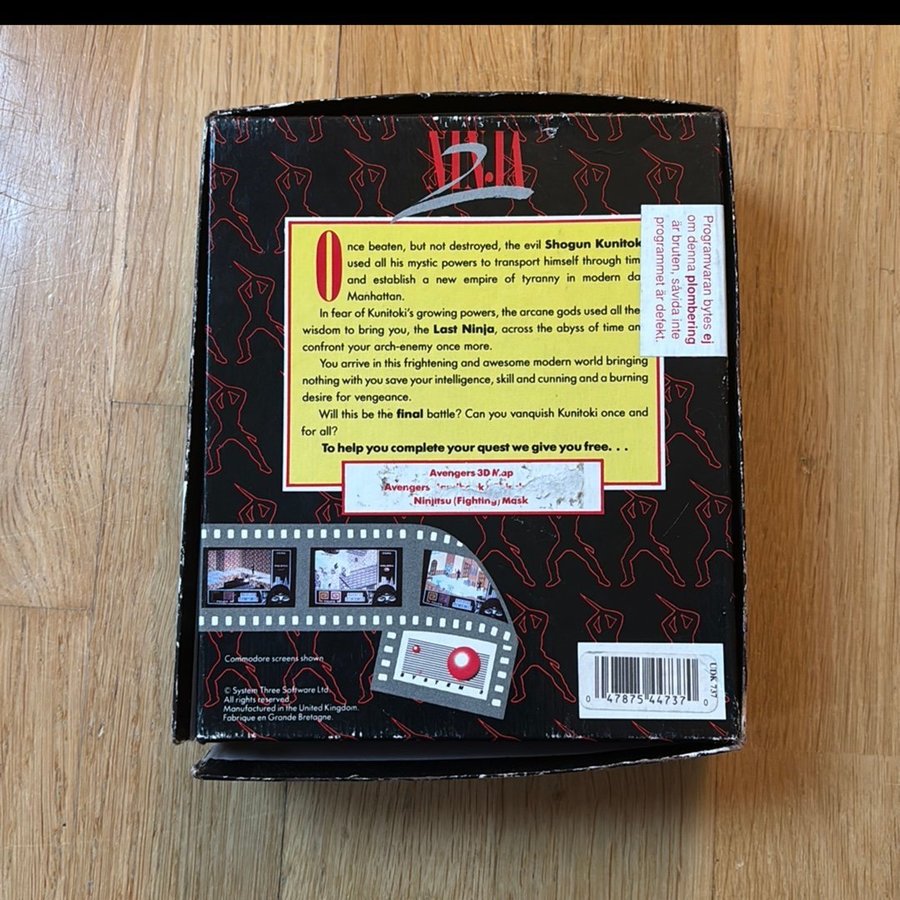 LAST
NINJA
2
Once beaten, but not destroyed, the evil Shogun Kunitok
used all his mystic powers to transport himself through tim
and establish a new empire of tyranny in modern da
Manhattan.
In fear of Kunitoki's growing powers, the arcane gods used all the
wisdom to bring you, the Last Ninja, across the abyss of time an
confront your arch-enemy once more.
You arrive in this frightening and awesome modern world bringing
nothing with you save your intelligence, skill and cunning and a burning
desire for vengeance.
Will this be the final battle? Can you vanquish Kunitoki once and
for all?
To help you complete your quest we give you free. . .
Avengers 3D Map
Avengers
Ninjitsu (Fighting) Mask
Programvaran bytes ej
om denna plombering
är bruten, såvida inte
programmet är defekt.
SYSTEM
Commodore screens shown
© System Three Software Ltd.
All rights reserved
Manufactured in the United Kingdom.
Fabrique en Grande Bretagne.
UDK 737
0 47875 44737 0